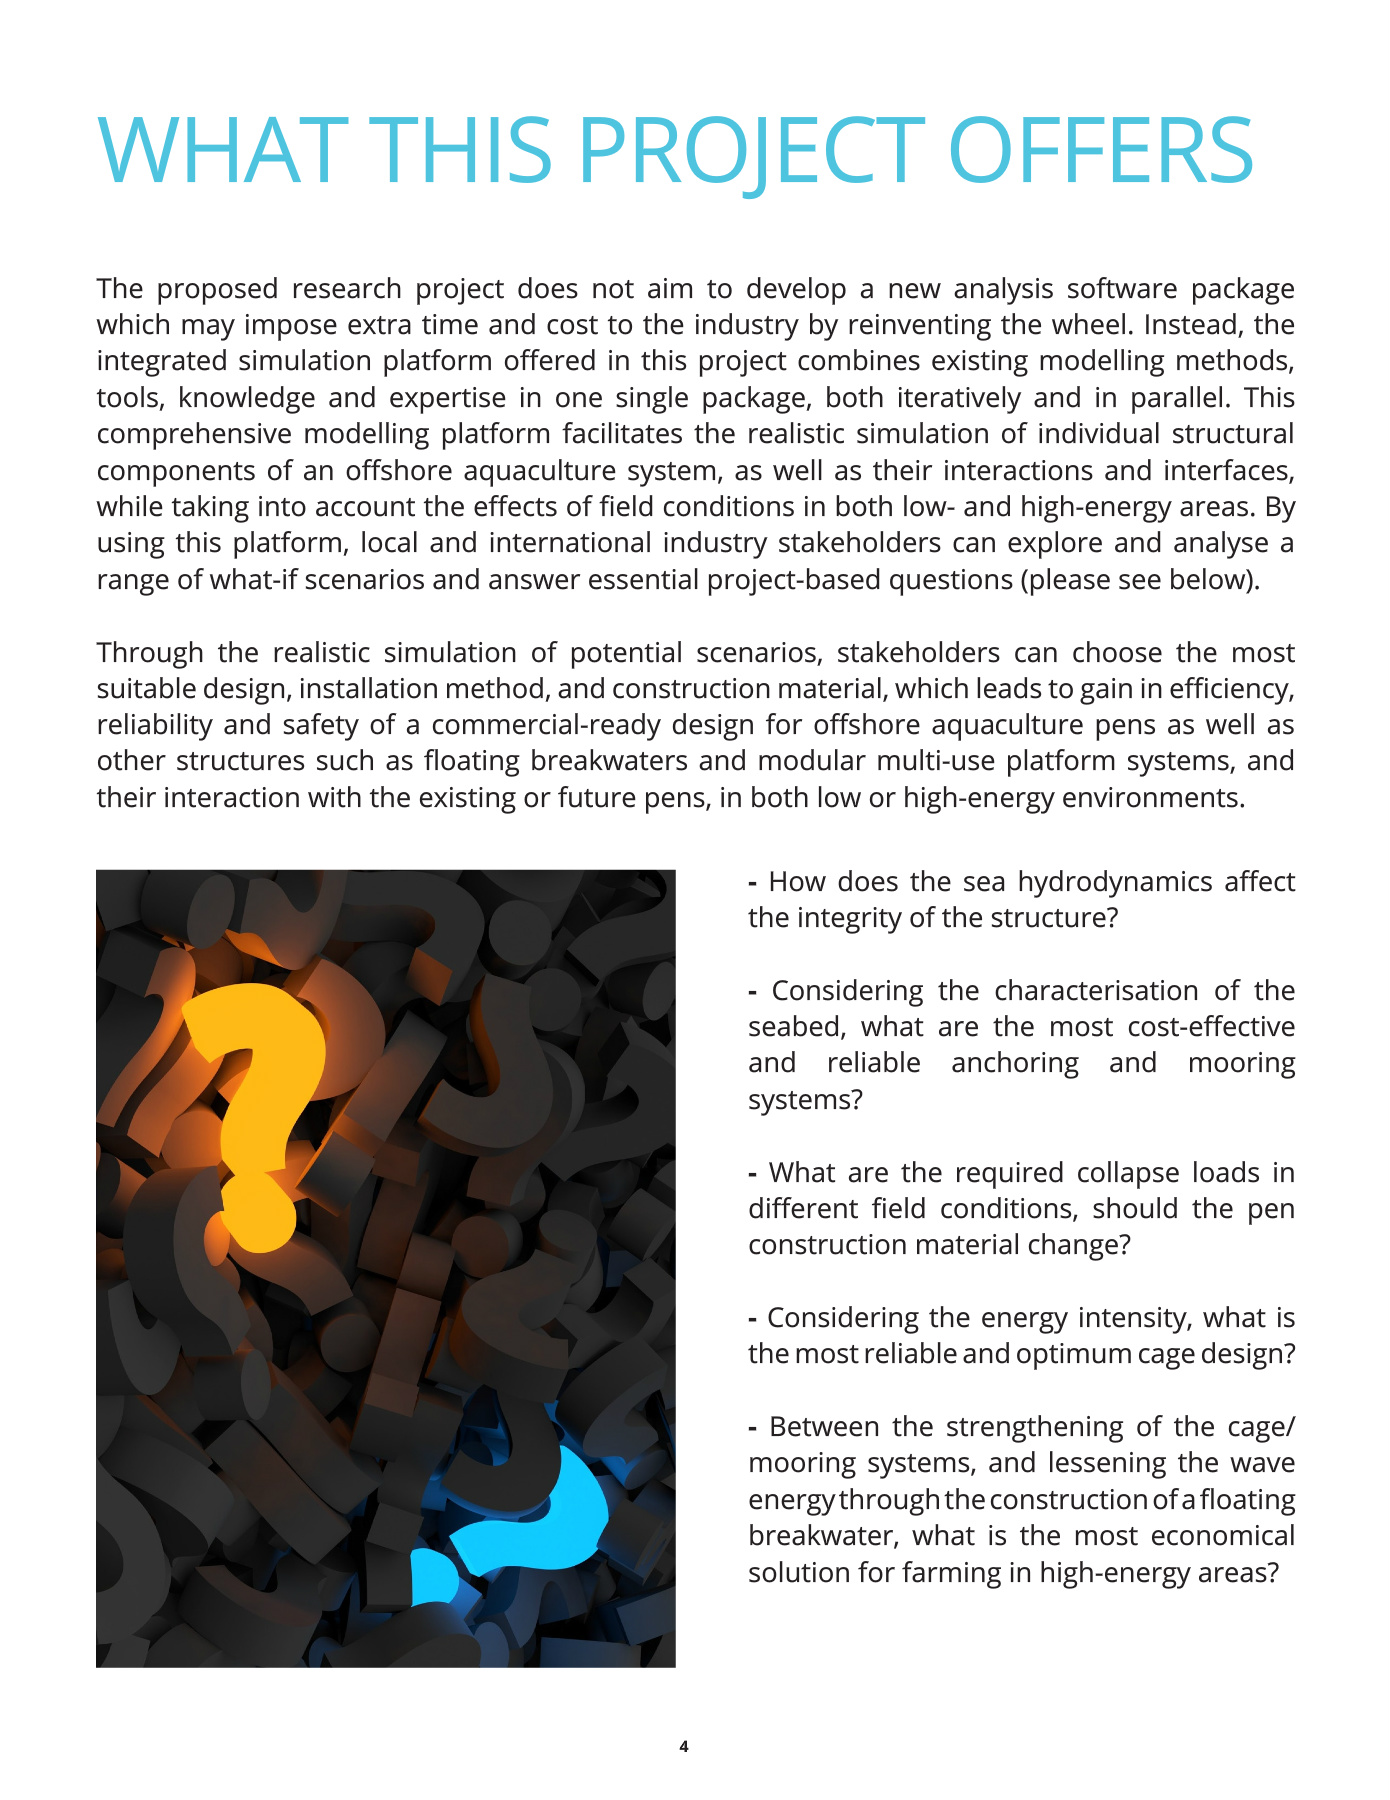 WHAT THIS PROJECT OFFERS
The proposed research project does not aim to develop a new analysis software package
which may impose extra time and cost to the industry by reinventing the wheel. Instead, the
integrated simulation platform offered in this project combines existing modelling methods,
tools, knowledge and expertise in one single package, both iteratively and in parallel. This
comprehensive modelling platform facilitates the realistic simulation of individual structural
components of an offshore aquaculture system, as well as their interactions and interfaces,
while taking into account the effects of field conditions in both low- and high-energy areas. By
using this platform, local and international industry stakeholders can explore and analyse a
range of what-if scenarios and answer essential project-based questions (please see below).
Through the realistic simulation of potential scenarios, stakeholders can choose the most
suitable design, installation method, and construction material, which leads to gain in efficiency,
reliability and safety of a commercial-ready design for offshore aquaculture pens as well as
other structures such as floating breakwaters and modular multi-use platform systems, and
their interaction with the existing or future pens, in both low or high-energy environments.
- How does the sea hydrodynamics affect
the integrity of the structure?
- Considering the characterisation of the
seabed, what are the most cost-effective
and reliable anchoring and mooring
systems?
- What are the required collapse loads in
different field conditions, should the pen
construction material change?
- Considering the energy intensity, what is
the most reliable and optimum cage design?
- Between the strengthening of the cage/
mooring systems, and lessening the wave
energy through the construction of a floating
breakwater, what is the most economical
solution for farming in high-energy areas?
4